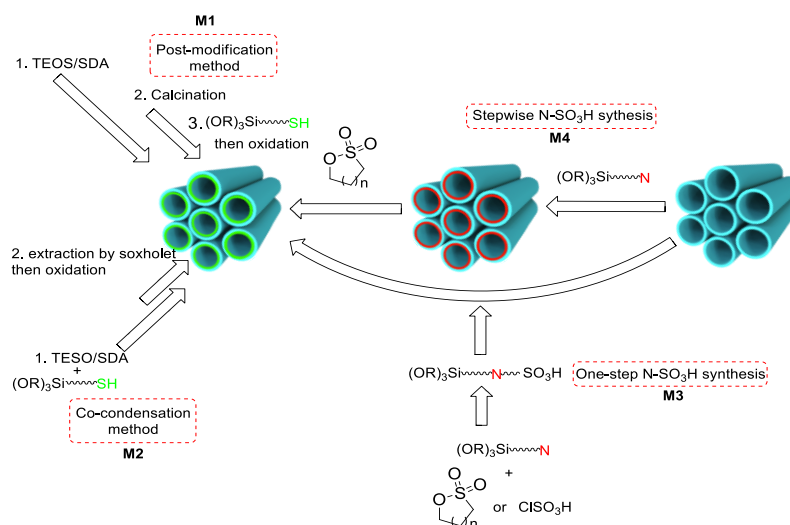 M1
Post-modification
method
1. TEOS/SDA
2. Calcination
3. (OR)3Si SH
then oxidation
O
O
S
O
n
Stepwise N-SO3H sythesis
M4
(OR)3Si N
2. extraction by soxholet
then oxidation
1. TESO/SDA
+
(OR)3Si SH
Co-condensation
method
M2
(OR)3Si N SO3H
One-step N-SO3H synthesis
M3
(OR)3Si N
+
O
O
S
O
n
or ClSO3H